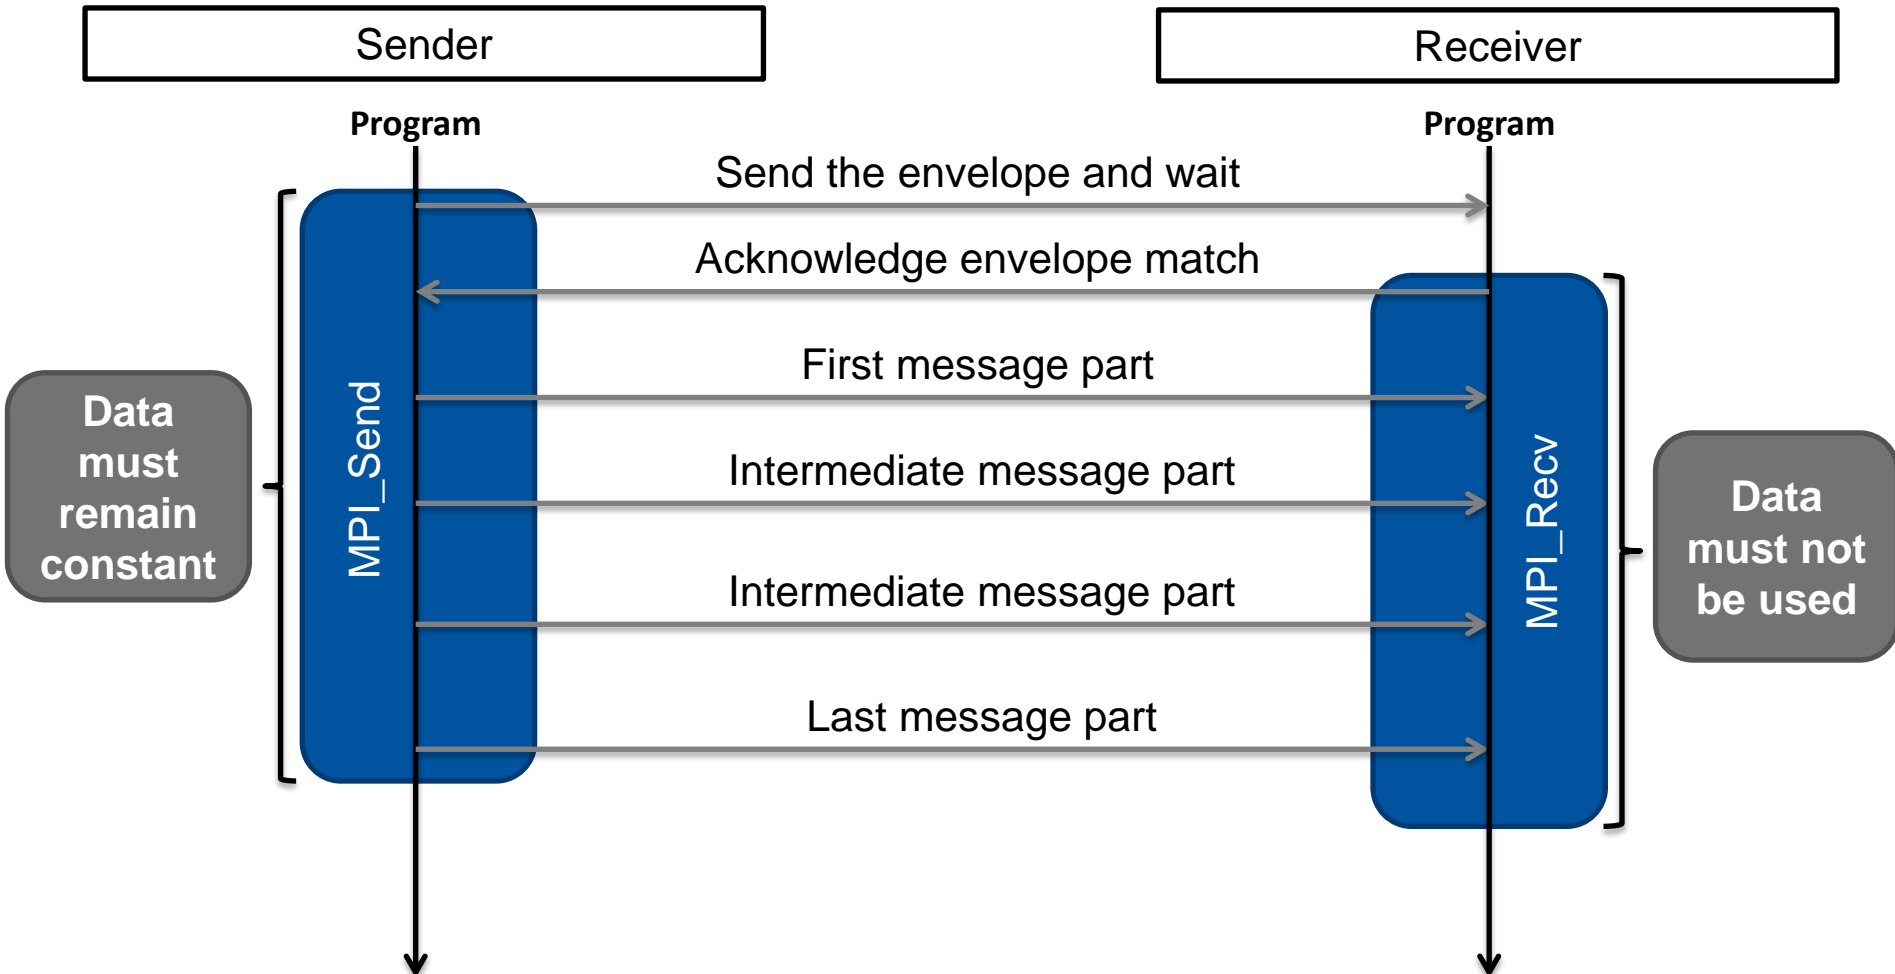 Sender
Receiver
Program
Program
Send the envelope and wait
Acknowledge envelope match
First message part
Intermediate message part
Intermediate message part
Last message part
MPI_Send
MPI_Recv
Data
must
remain
constant
Data
must not
be used